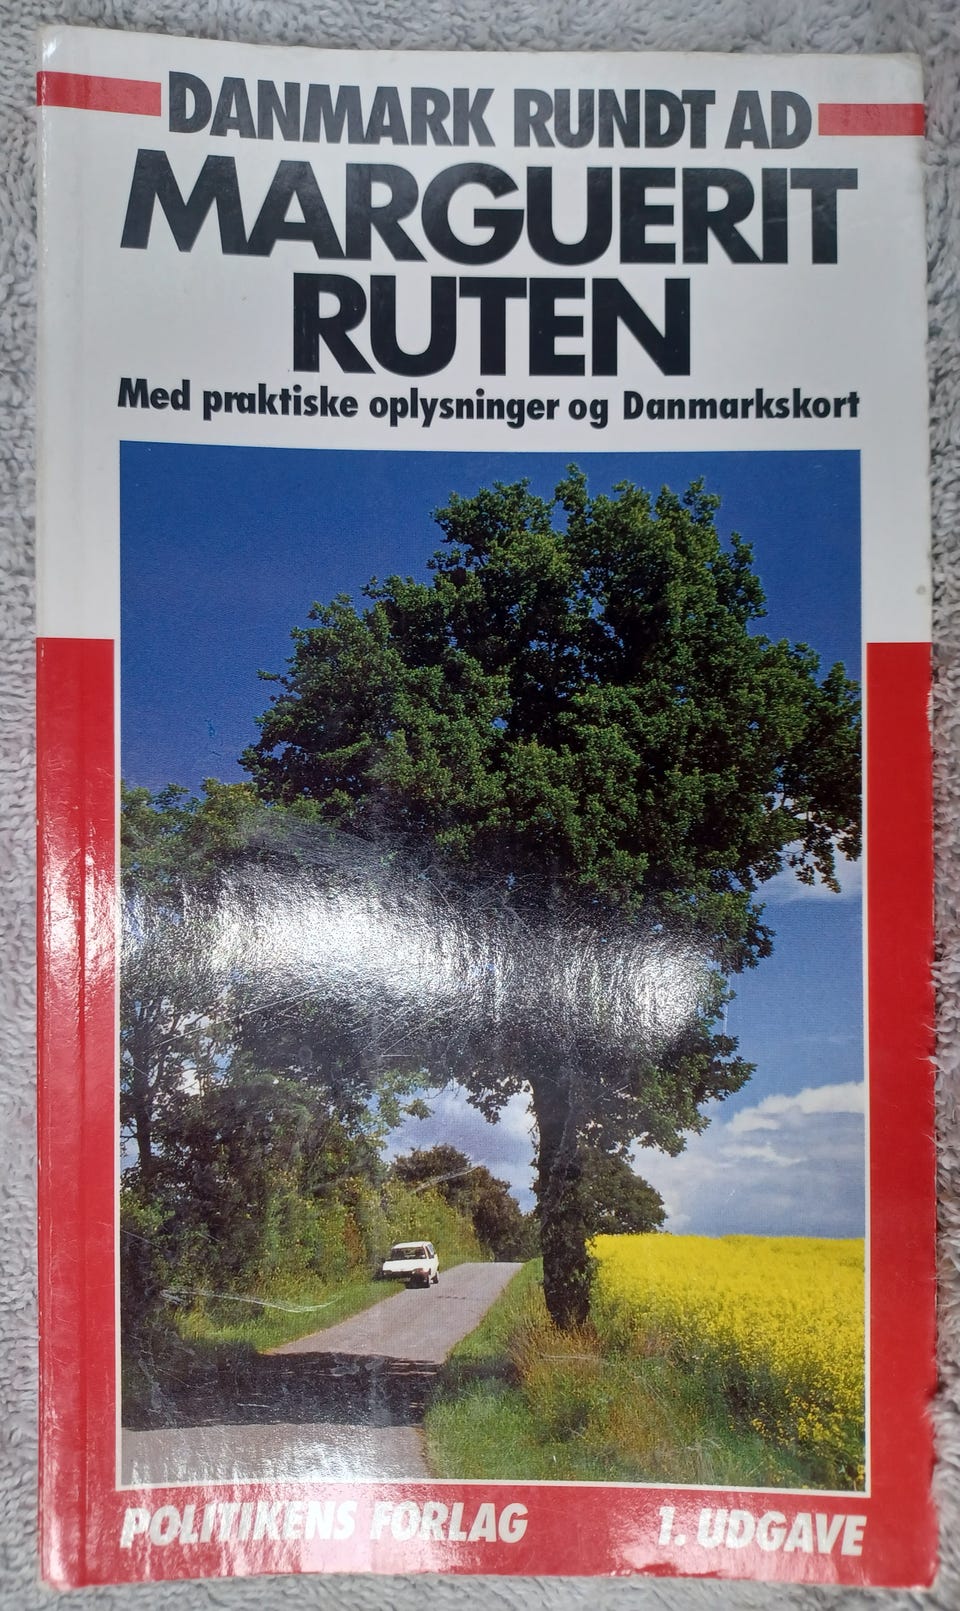 DANMARK RUNDT AD
MARGUERIT
RUTEN
Med praktiske oplysninger og Danmarkskort
POLITIKENS FORLAG 1. UDGAVE